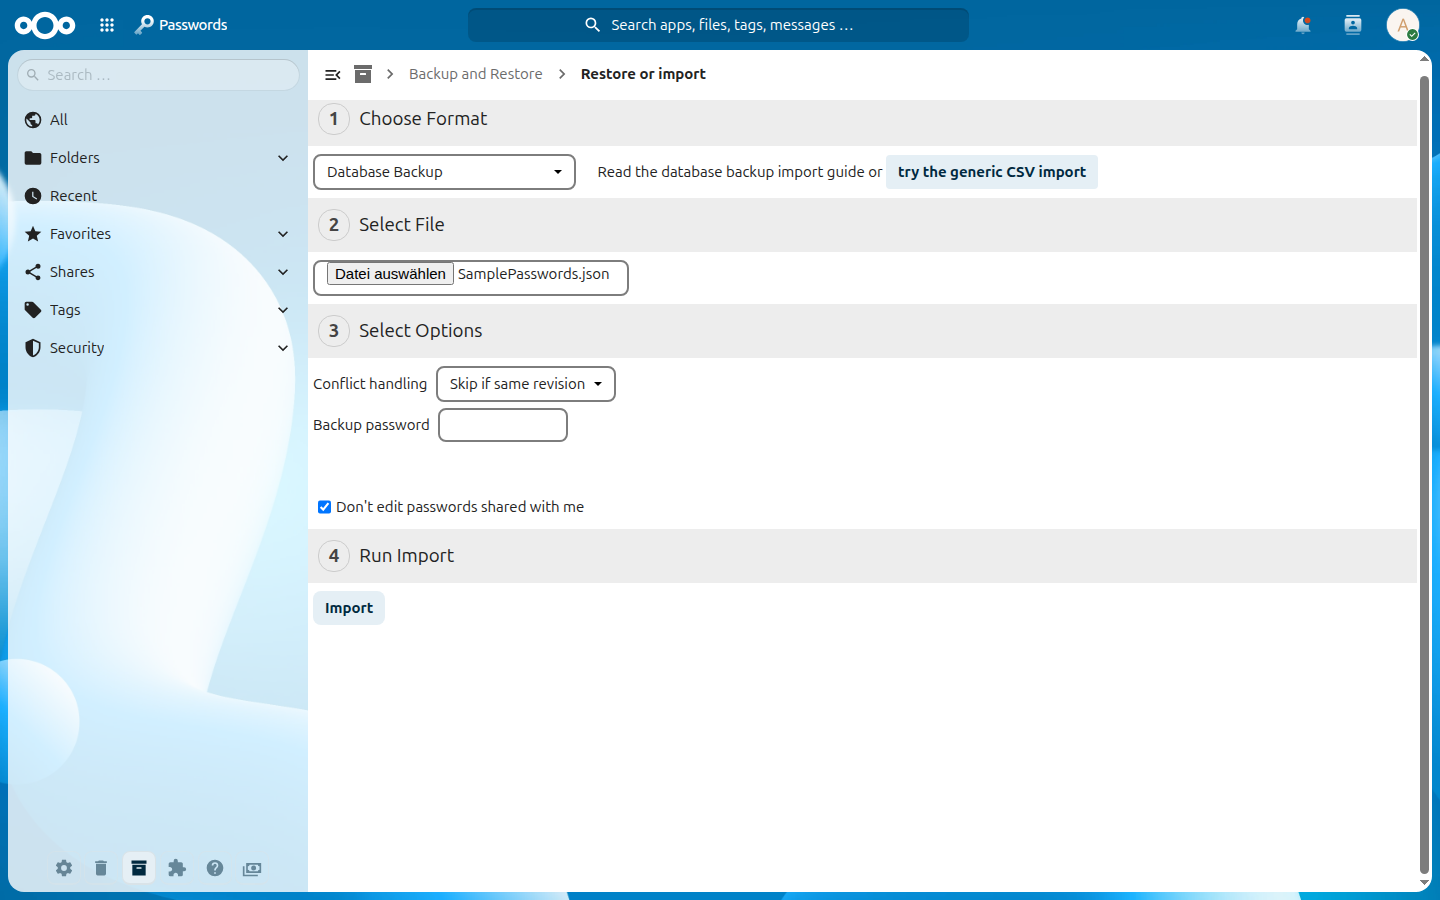 Passwords
Search apps, files, tags, messages …
A
Search …
All
Folders
Recent
Favorites
Shares
Tags
Security
Backup and Restore
Restore or import
1 Choose Format
Database Backup
Read the database backup import guide or try the generic CSV import
2 Select File
Datei auswählen SamplePasswords.json
3 Select Options
Conflict handling Skip if same revision
Backup password
Don't edit passwords shared with me
4 Run Import
Import